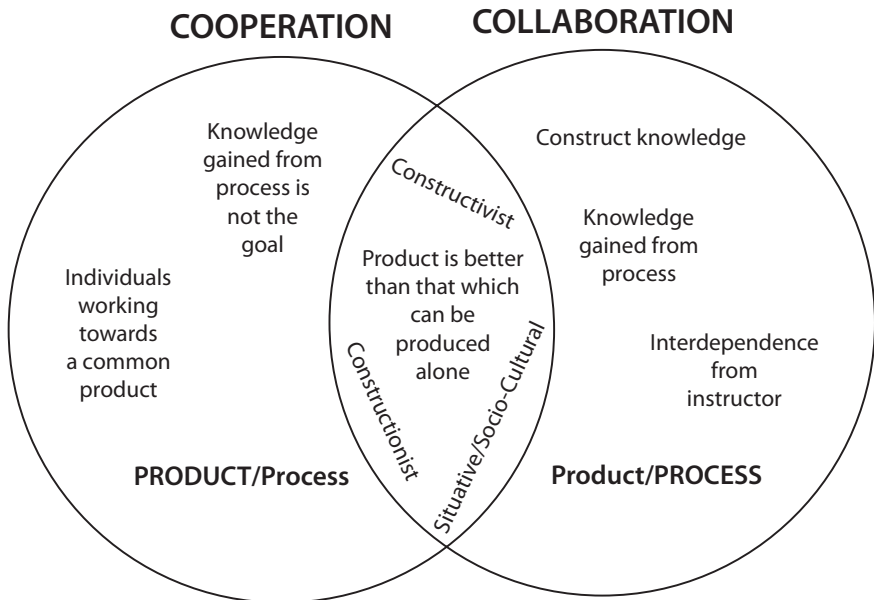 COOPERATION
COLLABORATION
Knowledge
gained from
process is
not the
goal
Individuals
working
towards
a common
product
PRODUCT/Process
Constructivist
Product is better
than that which
can be
produced
alone
Constructionist
Situative/Socio-Cultural
Construct knowledge
Knowledge
gained from
process
Interdependence
from
instructor
Product/PROCESS